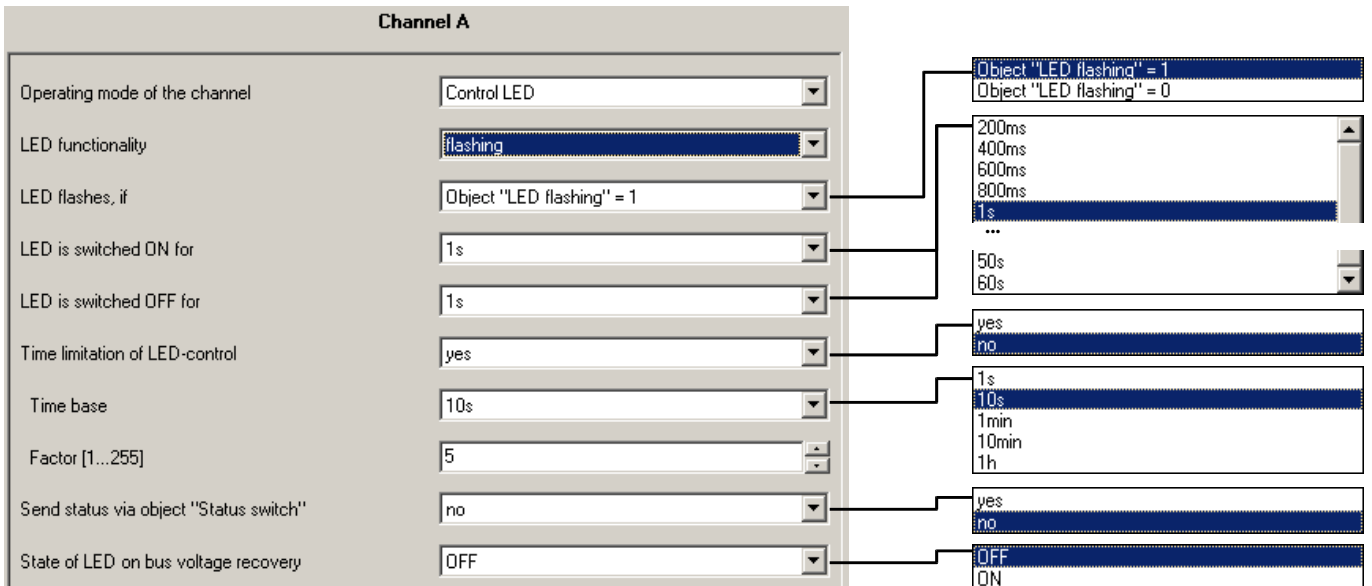 Channel A
Operating mode of the channel Control LED
LED functionality flashing
LED flashes, if Object "LED flashing" = 1
LED is switched ON for 1s
LED is switched OFF for 1s
Time limitation of LED-control yes
Time base 10s
Factor [1...255] 5
Send status via object "Status switch" no
State of LED on bus voltage recovery OFF
Object "LED flashing" = 1
Object "LED flashing" = 0
200ms
400ms
600ms
800ms
1s
...
50s
60s
yes
no
1s
10s
1min
10min
1h
yes
no
OFF
ON